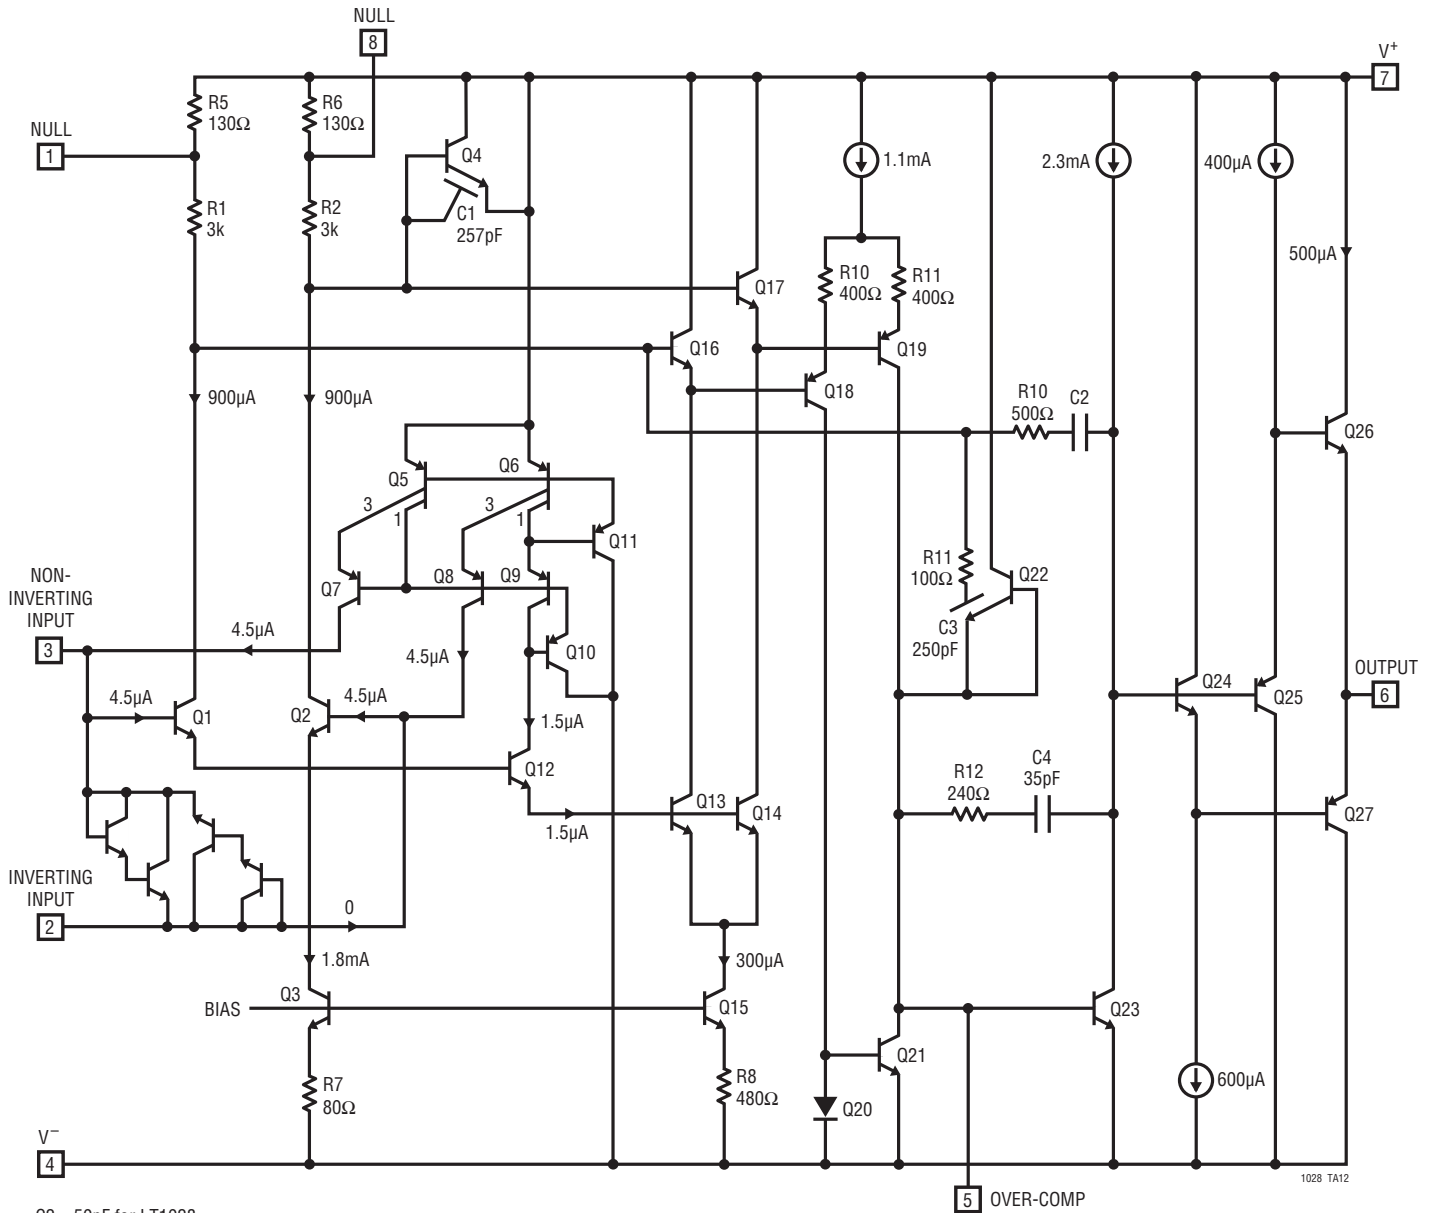 NULL
8
V+
7
R5
130Ω
R6
130Ω
NULL
1
Q4
1.1mA
2.3mA
400µA
R1
3k
R2
3k
C1
257pF
500µA
R10
400Ω
R11
400Ω
Q17
Q16
Q19
Q18
900µA
900µA
R10
500Ω
C2
Q26
Q5
Q6
3
1
3
1
Q11
R11
100Ω
Q22
NON-
INVERTING
INPUT
3
Q7
Q8
Q9
C3
250pF
4.5µA
4.5µA
Q10
OUTPUT
6
4.5µA
Q1
Q2
4.5µA
1.5µA
Q24
Q25
Q12
R12
240Ω
C4
35pF
Q13
Q14
1.5µA
Q27
INVERTING
INPUT
2
0
1.8mA
300µA
BIAS
Q3
Q15
Q23
Q21
R7
80Ω
R8
480Ω
Q20
600µA
V–
4
1028 TA12
5
OVER-COMP